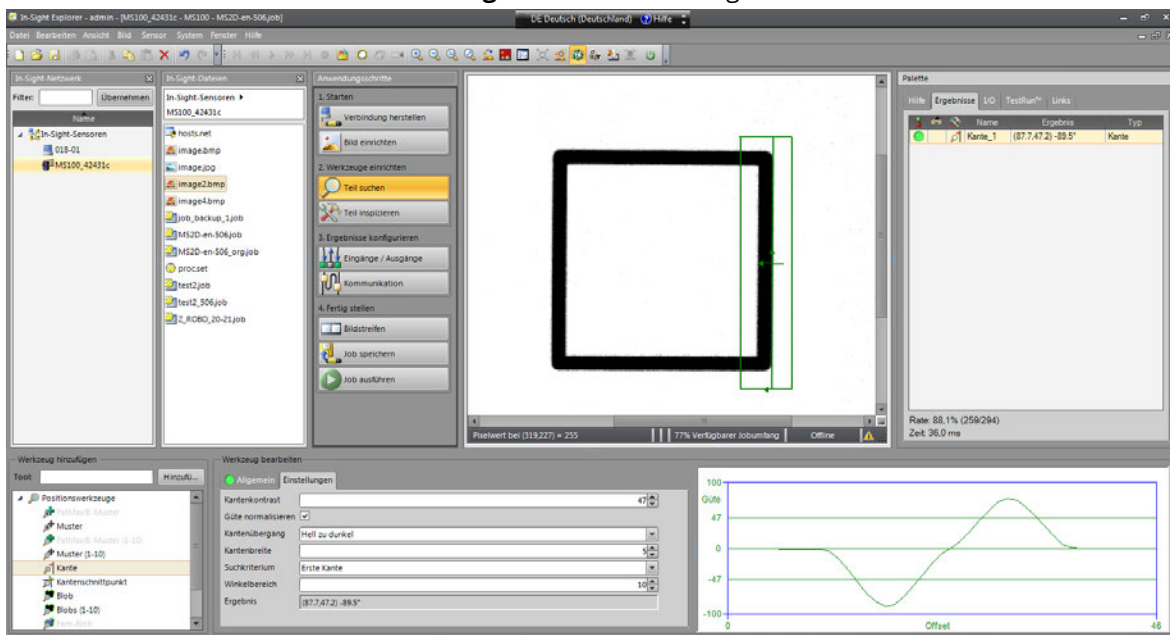 In-Sight Explorer - admin - [MS100_42431c - MS100 - MS2D-en-506.job]
DE Deutsch (Deutschland) Hilfe
Datei Bearbeiten Ansicht Bild Sensor System Fenster Hilfe
In-Sight-Netzwerk
Filter: Übernehmen
Name
In-Sight-Sensoren
018-01
MS100_42431c
In-Sight-Dateien
In-Sight-Sensoren
MS100_42431c
hosts.net
image.bmp
image.jpg
image2.bmp
image4.bmp
job_backup_1.job
MS2D-en-506.job
MS2D-en-506_org.job
proc.set
test2.job
test2_506.job
Z_ROBO_20-21.job
Anwendungsschritte
1. Starten
Verbindung herstellen
Bild einrichten
2. Werkzeuge einrichten
Teil suchen
Teil inspizieren
3. Ergebnisse konfigurieren
Eingänge / Ausgänge
Kommunikation
4. Fertig stellen
Bildstreifen
Job speichern
Job ausführen
Pixelwert bei (319,227) = 255
77% Verfügbarer Jobumfang
Offline
Palette
Hilfe Ergebnisse I/O TestRun™ Links
Name Ergebnis Typ
Kante_1 (87.7,47.2) -89.5° Kante
Rate: 88,1% (259/294)
Zeit: 36,0 ms
Werkzeug hinzufügen
Tool: Hinzufü...
Positionswerkzeuge
PatMax®-Muster
Muster
PatMax®-Muster (1-10)
Muster (1-10)
Kante
Kantenschnittpunkt
Blob
Blobs (1-10)
Farb-Blob
Werkzeug bearbeiten
Allgemein Einstellungen
Kantenkontrast 47
Güte normalisieren
Kantenübergang Hell zu dunkel
Kantenbreite 5
Suchkriterium Erste Kante
Winkelbereich 10
Ergebnis (87.7,47.2) -89.5°
100
Güte
47
0
-47
-100
0 Offset 46